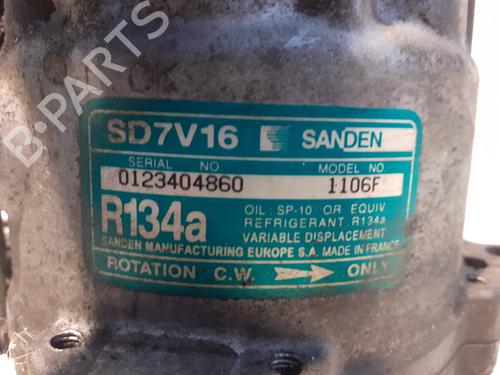 B-PARTS
SD7V16 SANDEN
SERIAL NO. MODEL NO
0123404860 1106F
R134a
OIL: SP-10 OR EQUIV
REFRIGERANT. R134a
VARIABLE DISPLACEMENT
SANDEN MANUFACTURING EUROPE S.A. MADE IN FRANCE
ROTATION C.W. ONLY